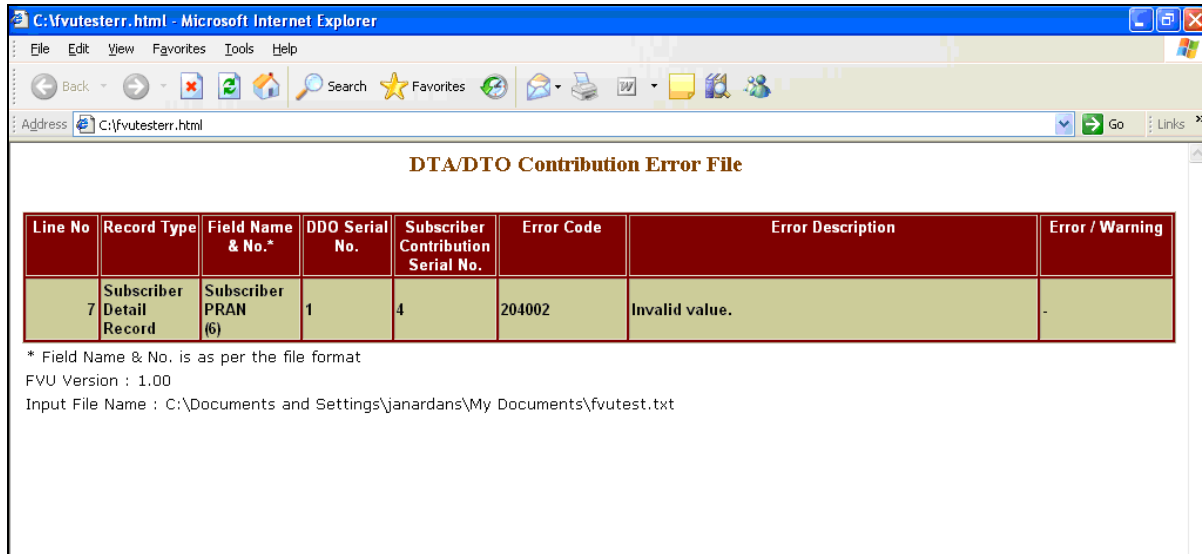 C:\fvutesterr.html - Microsoft Internet Explorer
File Edit View Favorites Tools Help
Back Search Favorites
Address C:\fvutesterr.html Go Links »
DTA/DTO Contribution Error File
Line No Record Type Field Name & No.* DDO Serial No. Subscriber Contribution Serial No. Error Code Error Description Error / Warning
7 Subscriber Detail Record Subscriber PRAN (6) 1 4 204002 Invalid value. -
* Field Name & No. is as per the file format
FVU Version : 1.00
Input File Name : C:\Documents and Settings\janardans\My Documents\fvutest.txt